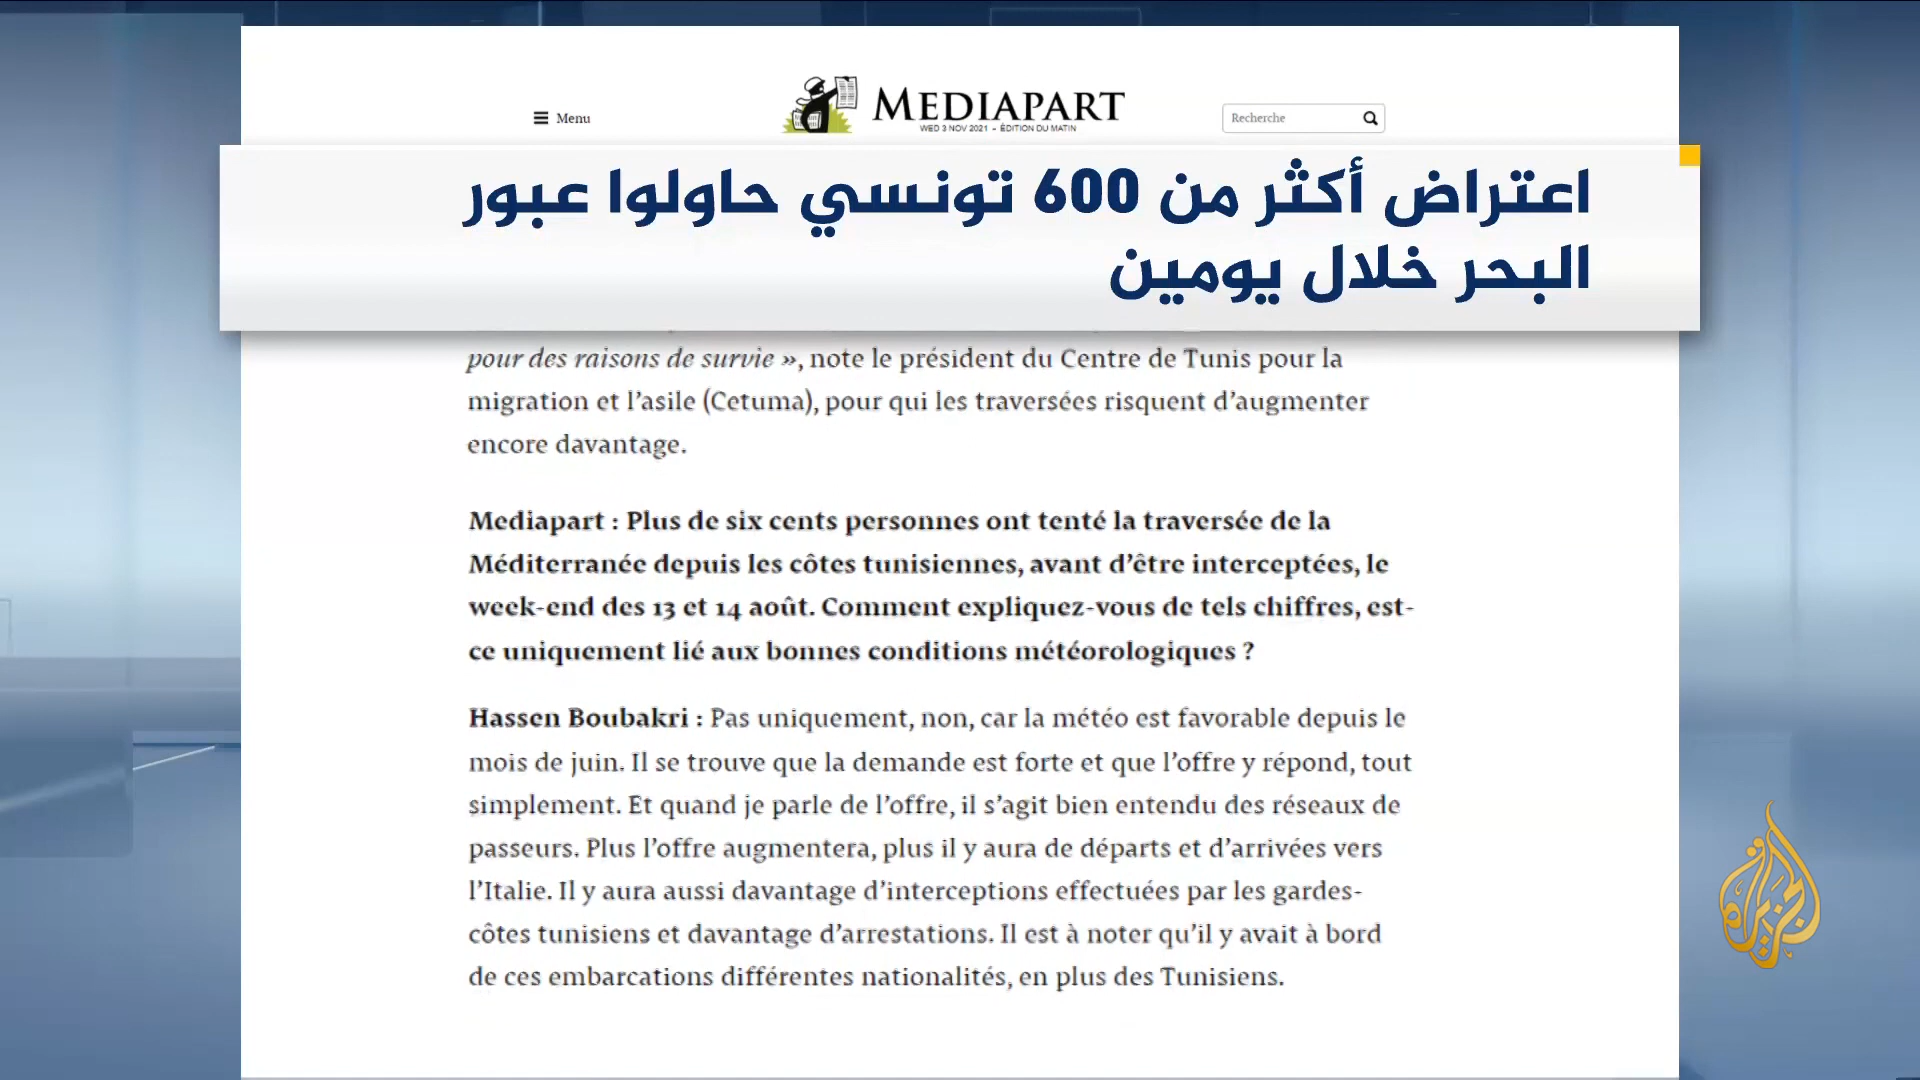 Menu
MEDIAPART
WED 3 NOV 2021 - ÉDITION DU MATIN
Recherche
اعتراض أكثر من 600 تونسي حاولوا عبور
البحر خلال يومين
pour des raisons de survie », note le président du Centre de Tunis pour la
migration et l’asile (Cetuma), pour qui les traversées risquent d’augmenter
encore davantage.
Mediapart : Plus de six cents personnes ont tenté la traversée de la
Méditerranée depuis les côtes tunisiennes, avant d’être interceptées, le
week-end des 13 et 14 août. Comment expliquez-vous de tels chiffres, est-
ce uniquement lié aux bonnes conditions météorologiques ?
Hassen Boubakri : Pas uniquement, non, car la météo est favorable depuis le
mois de juin. Il se trouve que la demande est forte et que l’offre y répond, tout
simplement. Et quand je parle de l’offre, il s’agit bien entendu des réseaux de
passeurs. Plus l’offre augmentera, plus il y aura de départs et d’arrivées vers
l’Italie. Il y aura aussi davantage d’interceptions effectuées par les gardes-
côtes tunisiens et davantage d’arrestations. Il est à noter qu’il y avait à bord
de ces embarcations différentes nationalités, en plus des Tunisiens.
الجزيرة